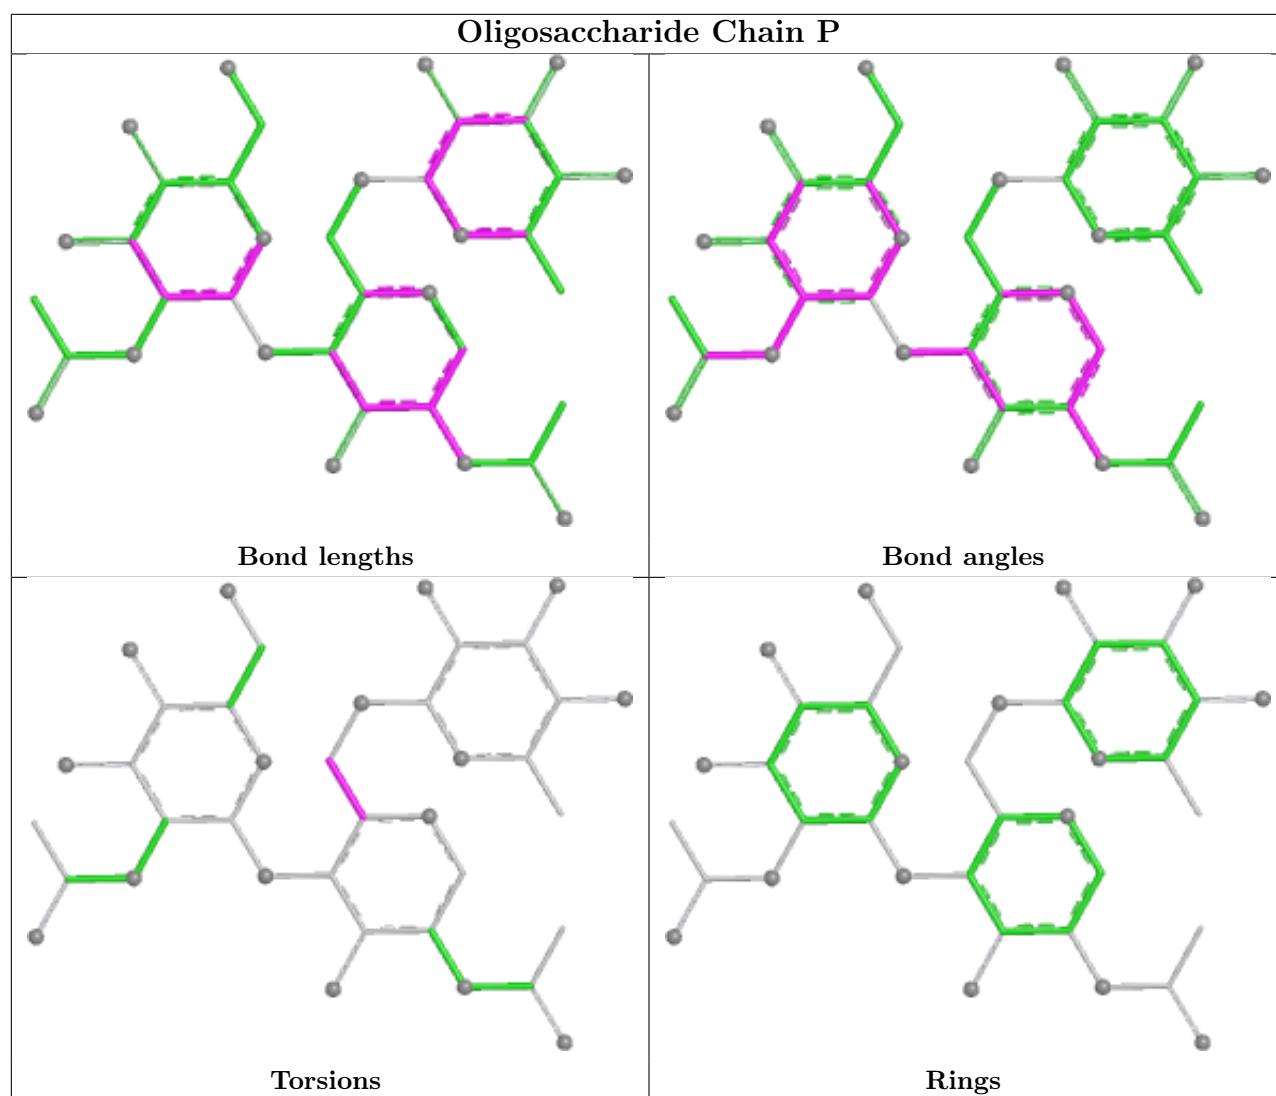 Oligosaccharide Chain P
Bond lengths
Bond angles
Torsions
Rings